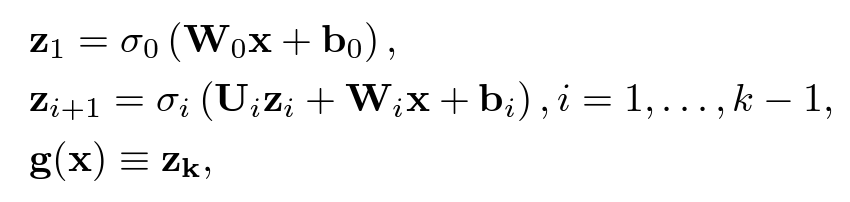 z₁ = σ₀ (W₀x + b₀) ,
zᵢ₊₁ = σᵢ (Uᵢzᵢ + Wᵢx + bᵢ) , i = 1, . . . , k − 1,
g(x) ≡ zₖ,